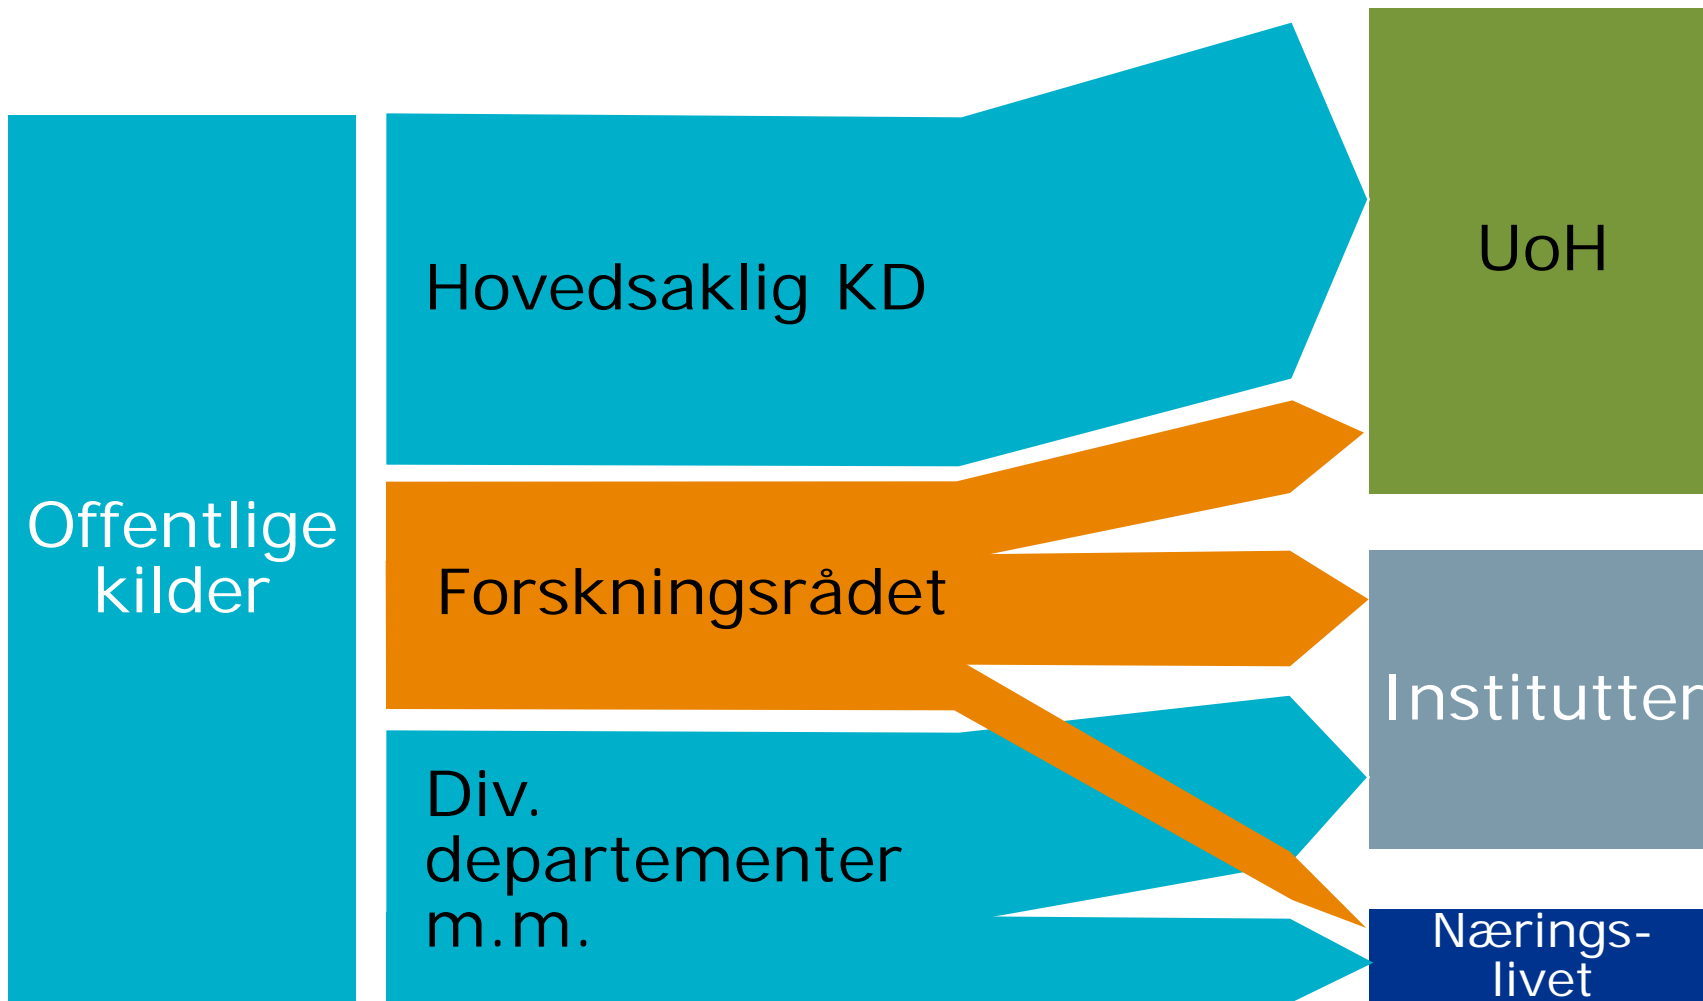 Offentlige
kilder
Hovedsaklig KD
Forskningsrådet
Div.
departementer
m.m.
UoH
Institutter
Nærings-
livet